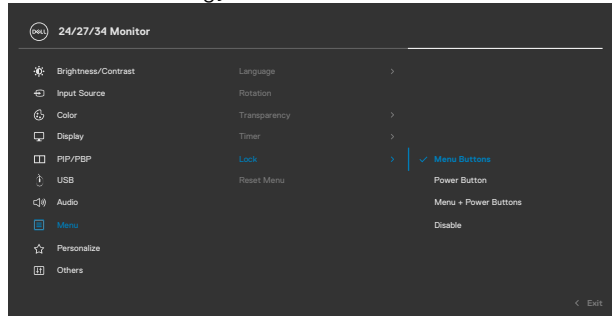 DELL
24/27/34 Monitor
Brightness/Contrast Language >
Input Source Rotation
Color Transparency >
Display Timer >
PIP/PBP Lock > ✓ Menu Buttons
USB Reset Menu Power Button
Audio Menu + Power Buttons
Menu Disable
Personalize
Others
< Exit